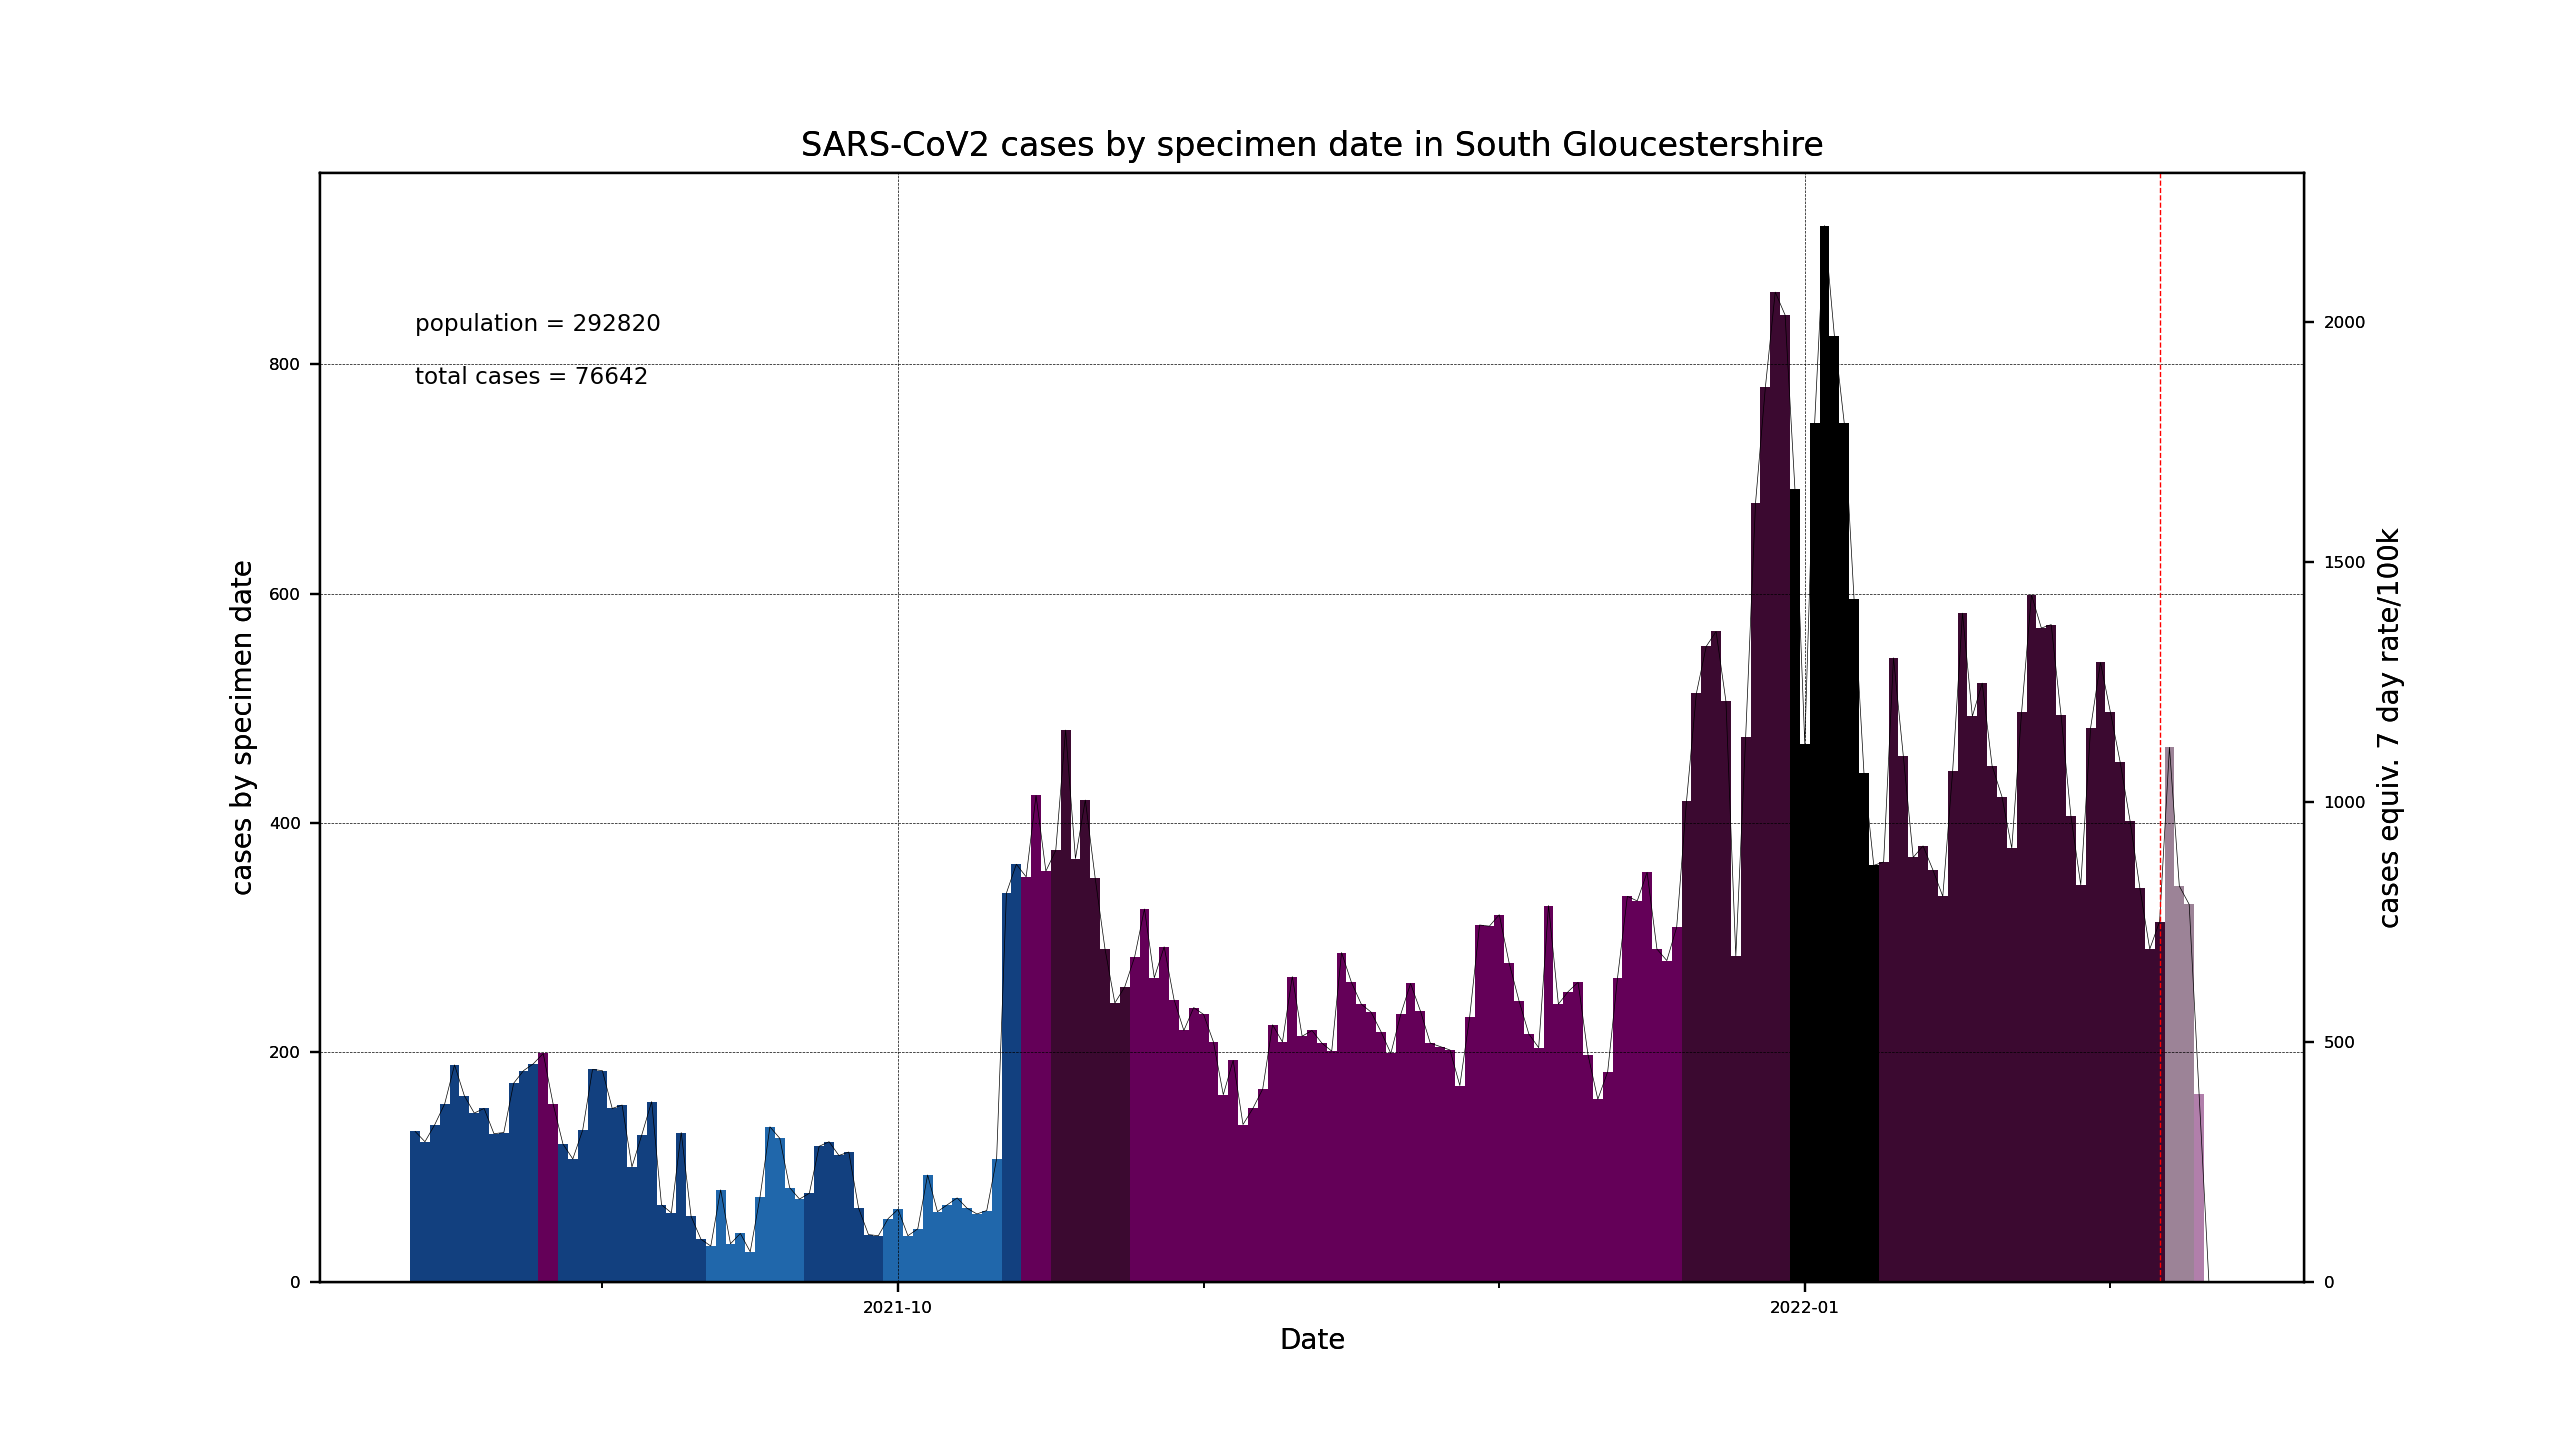 SARS-CoV2 cases by specimen date in South Gloucestershire
population = 292820
total cases = 76642
cases by specimen date
800
600
400
200
0
2000
1500
1000
500
0
cases equiv. 7 day rate/100k
2021-10
2022-01
Date